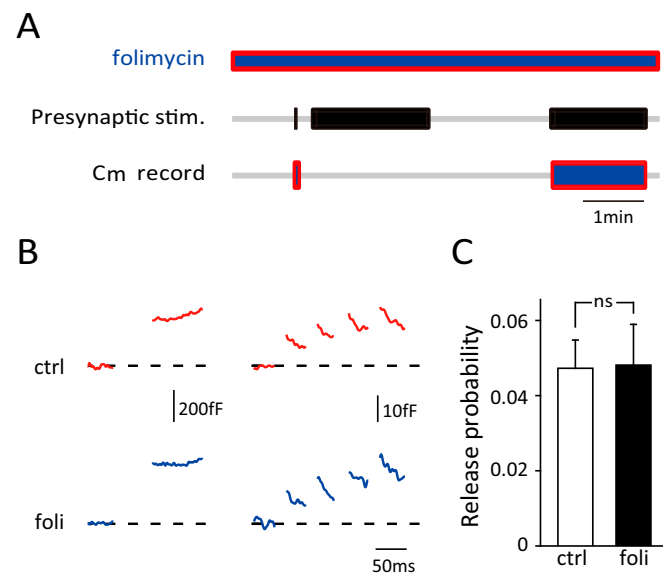 A
folimycin
Presynaptic stim.
Cm record
1min
B
ctrl
200fF
10fF
foli
50ms
C
Release probability
ns
0.06
0.04
0.02
0
ctrl
foli